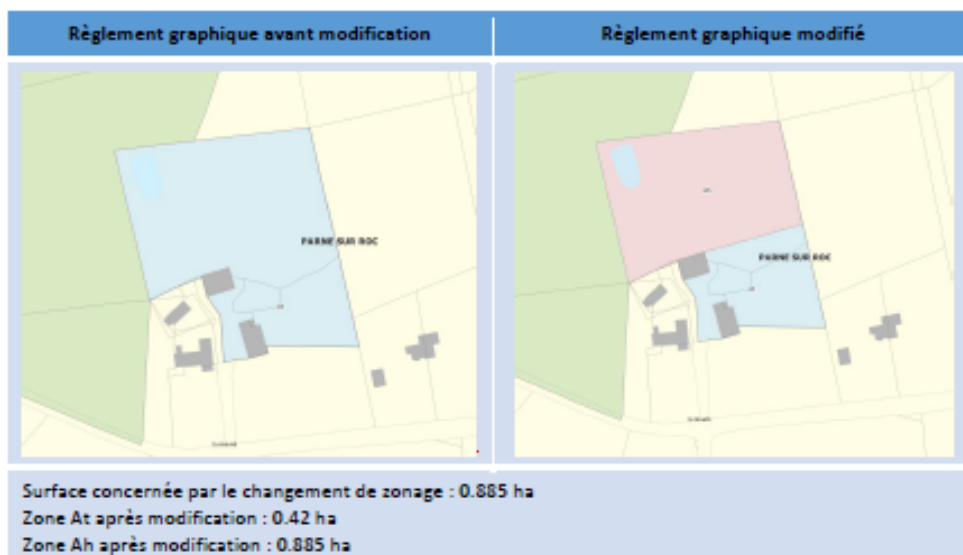 Règlement graphique avant modification
Règlement graphique modifié
PARNE SUR ROC
PARNE SUR ROC
Surface concernée par le changement de zonage : 0.885 ha
Zone At après modification : 0.42 ha
Zone Ah après modification : 0.885 ha